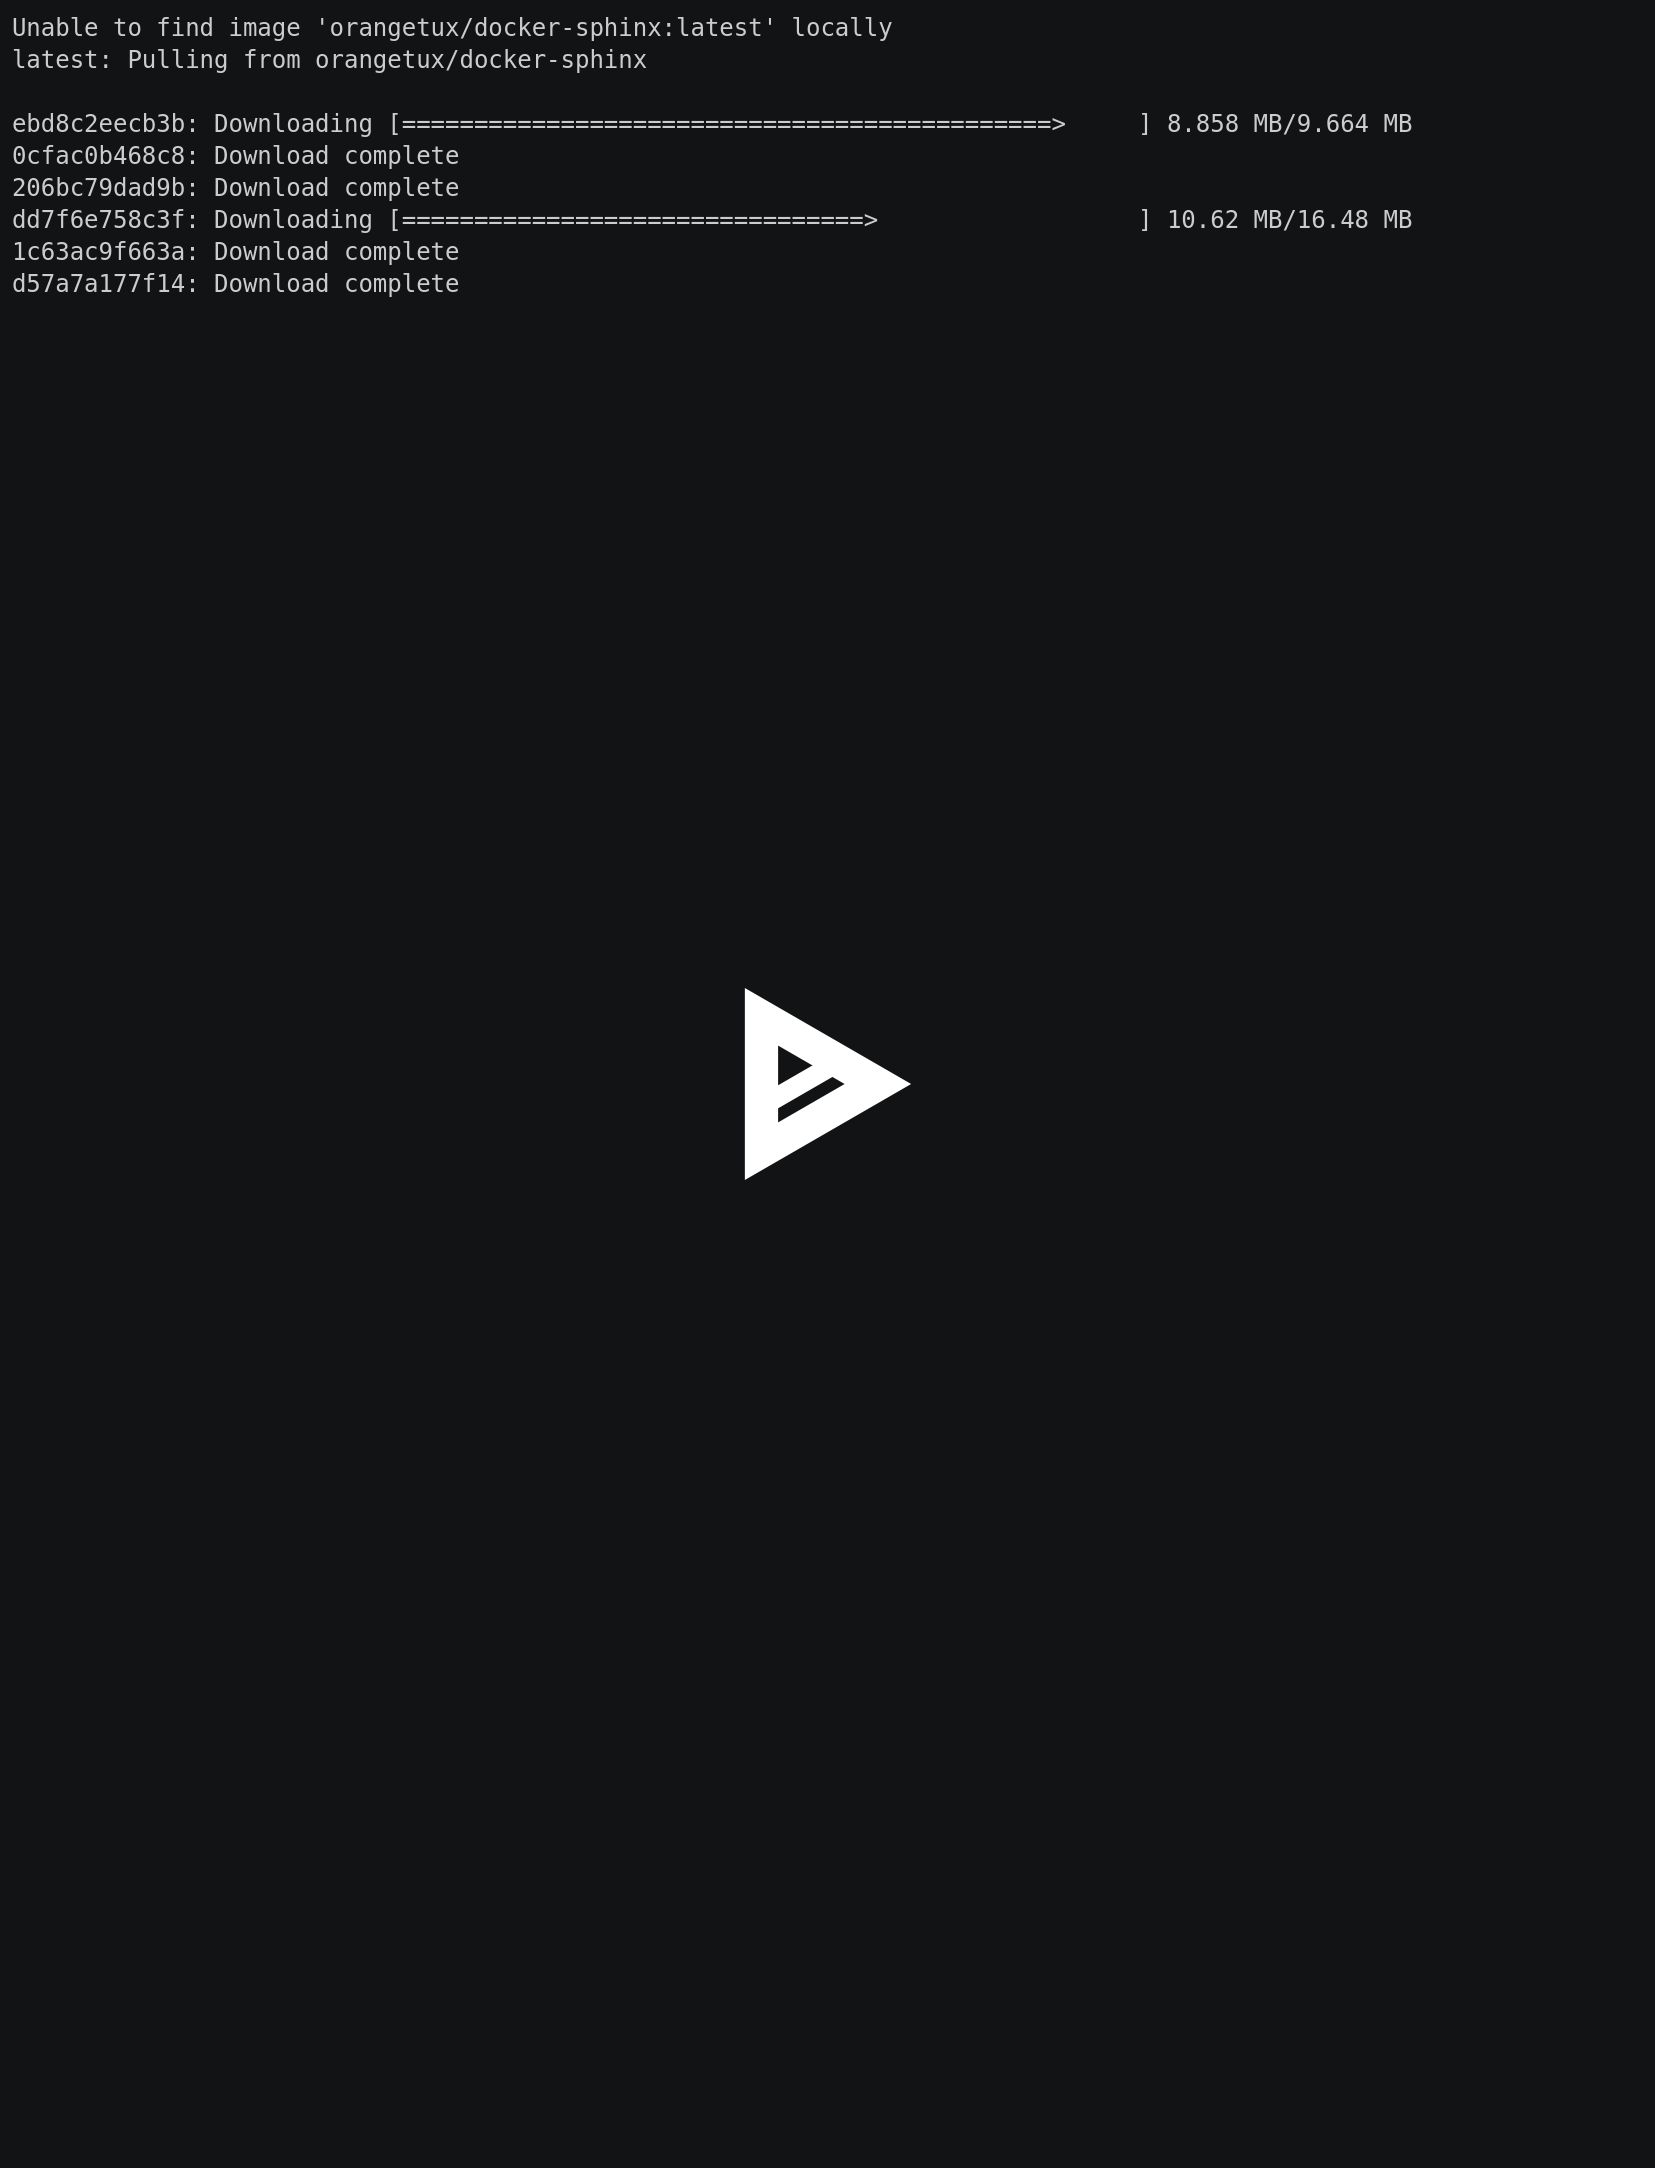 Unable to find image 'orangetux/docker-sphinx:latest' locally
latest: Pulling from orangetux/docker-sphinx
ebd8c2eecb3b: Downloading [=============================================>     ] 8.858 MB/9.664 MB
0cfac0b468c8: Download complete
206bc79dad9b: Download complete
dd7f6e758c3f: Downloading [================================>                  ] 10.62 MB/16.48 MB
1c63ac9f663a: Download complete
d57a7a177f14: Download complete